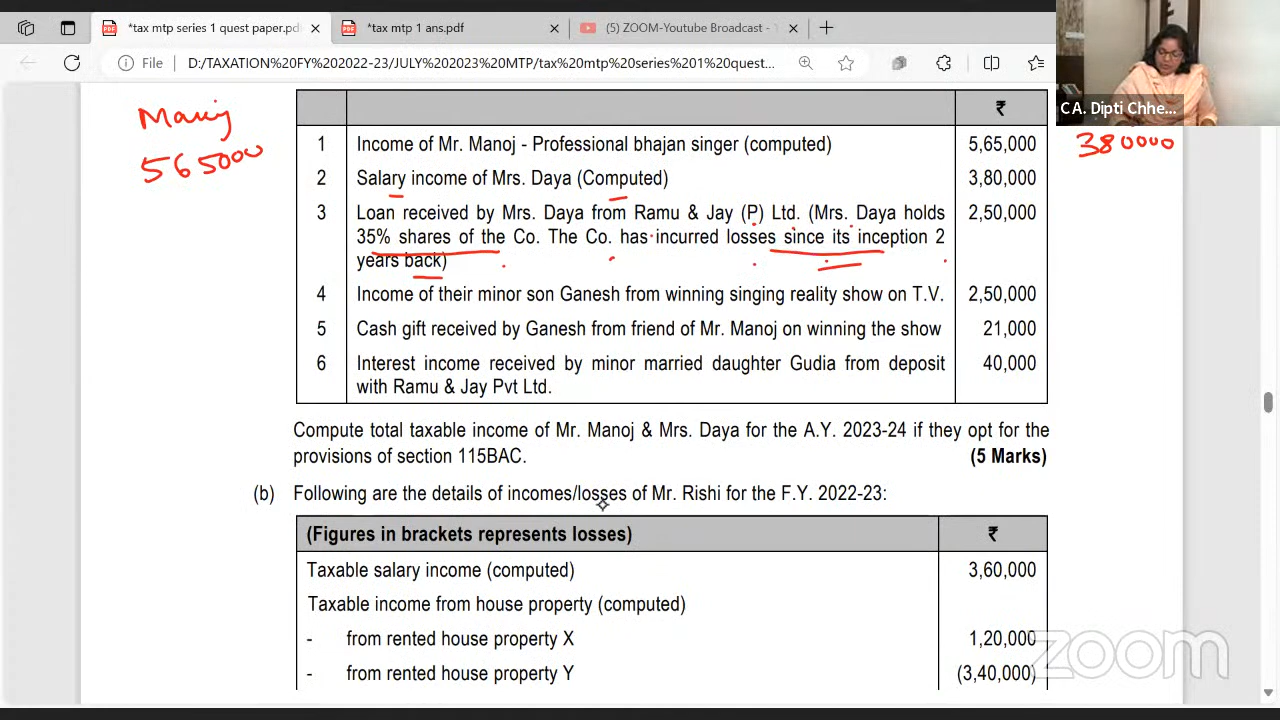 *tax mtp series 1 quest paper.pd
*tax mtp 1 ans.pdf
(5) ZOOM-Youtube Broadcast -
File
D:/TAXATION%20FY%202022-23/JULY%202023%20MTP/tax%20mtp%20series%201%20quest...
C A. Dipti Chhe...
Manoj
565000
380000
₹
1 Income of Mr. Manoj - Professional bhajan singer (computed) 5,65,000
2 Salary income of Mrs. Daya (Computed) 3,80,000
3 Loan received by Mrs. Daya from Ramu & Jay (P) Ltd. (Mrs. Daya holds 2,50,000
35% shares of the Co. The Co. has incurred losses since its inception 2
years back)
4 Income of their minor son Ganesh from winning singing reality show on T.V. 2,50,000
5 Cash gift received by Ganesh from friend of Mr. Manoj on winning the show 21,000
6 Interest income received by minor married daughter Gudia from deposit 40,000
with Ramu & Jay Pvt Ltd.
Compute total taxable income of Mr. Manoj & Mrs. Daya for the A.Y. 2023-24 if they opt for the
provisions of section 115BAC. (5 Marks)
(b) Following are the details of incomes/losses of Mr. Rishi for the F.Y. 2022-23:
(Figures in brackets represents losses) ₹
Taxable salary income (computed) 3,60,000
Taxable income from house property (computed)
- from rented house property X 1,20,000
- from rented house property Y (3,40,000)
zoom